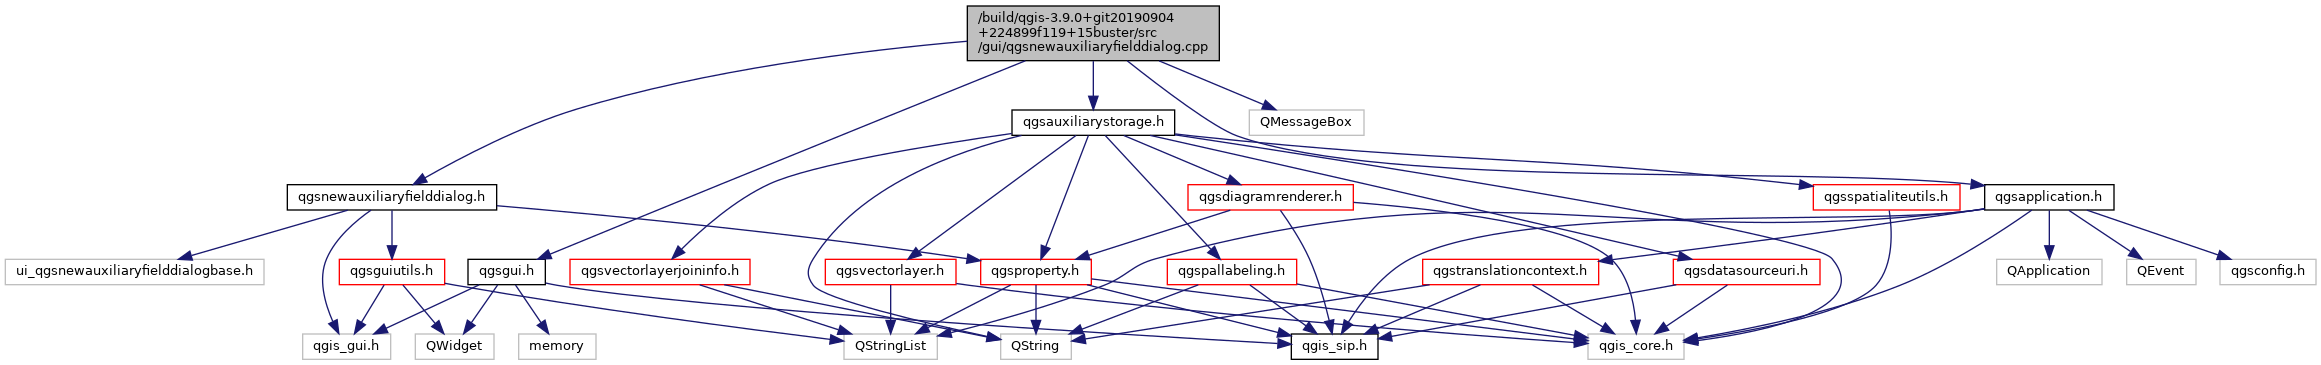 /build/qgis-3.9.0+git20190904
+224899f119+15buster/src
/gui/qgsnewauxiliaryfielddialog.cpp
qgsauxiliarystorage.h
QMessageBox
qgsnewauxiliaryfielddialog.h
qgsdiagramrenderer.h
qgsspatialiteutils.h
qgsapplication.h
ui_qgsnewauxiliaryfielddialogbase.h
qgsguiutils.h
qgsgui.h
qgsvectorlayerjoininfo.h
qgsvectorlayer.h
qgsproperty.h
qgspallabeling.h
qgstranslationcontext.h
qgsdatasourceuri.h
QApplication
QEvent
qgsconfig.h
qgis_gui.h
QWidget
memory
QStringList
QString
qgis_sip.h
qgis_core.h